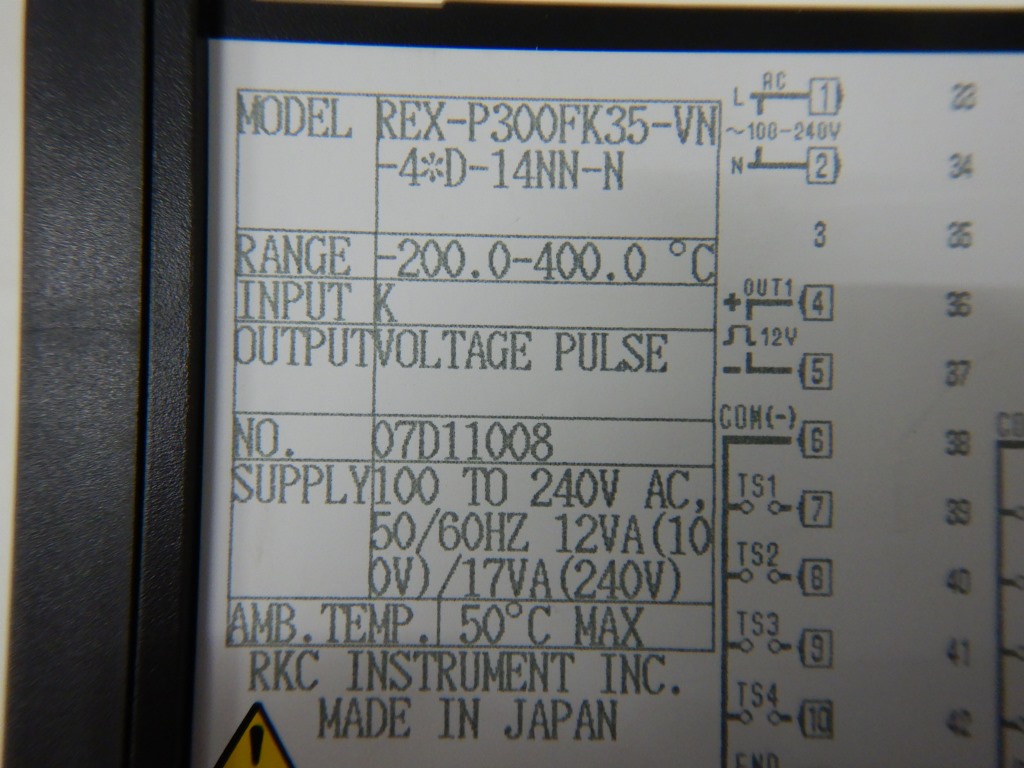 MODEL REX-P300FK35-VN
-4*D-14NN-N
RANGE -200.0-400.0 °C
INPUT K
OUTPUT VOLTAGE PULSE
NO. 07D11008
SUPPLY 100 TO 240V AC,
50/60HZ 12VA(10
0V)/17VA(240V)
AMB.TEMP. 50°C MAX
RKC INSTRUMENT INC.
MADE IN JAPAN
L AC 1
~100-240V
N 2
3
+ OUT1 4
12V
- 5
COM(-) 6
TS1 7
TS2 8
TS3 9
TS4 10
34
35
36
37
38
39
40
41